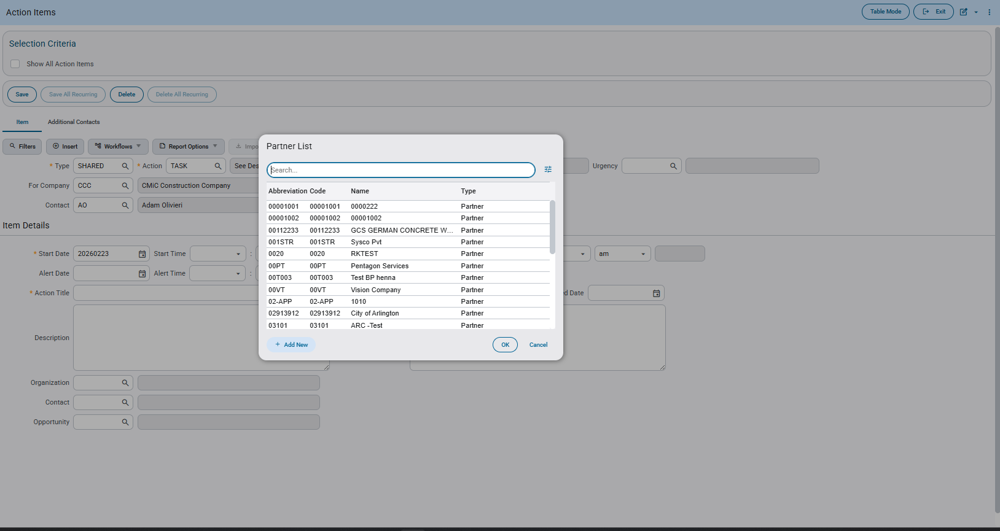 Action Items
Table Mode
Exit
Selection Criteria
Show All Action Items
Save
Save All Recurring
Delete
Delete All Recurring
Item
Additional Contacts
Filters
Insert
Workflows
Report Options
Impo
* Type
SHARED
* Action
TASK
See Des
Urgency
For Company
CCC
CMiC Construction Company
Contact
AO
Adam Olivieri
Item Details
* Start Date
20260223
Start Time
:
am
Alert Date
Alert Time
:
* Action Title
d Date
Description
Organization
Contact
Opportunity
Partner List
Search...
Abbreviation Code Name Type
00001001 00001001 0000222 Partner
00001002 00001002 00001002 Partner
00112233 00112233 GCS GERMAN CONCRETE W... Partner
001STR 001STR Sysco Pvt Partner
0020 0020 RKTEST Partner
00PT 00PT Pentagon Services Partner
00T003 00T003 Test BP henna Partner
00VT 00VT Vision Company Partner
02-APP 02-APP 1010 Partner
02913912 02913912 City of Arlington Partner
03101 03101 ARC -Test Partner
+ Add New
OK
Cancel